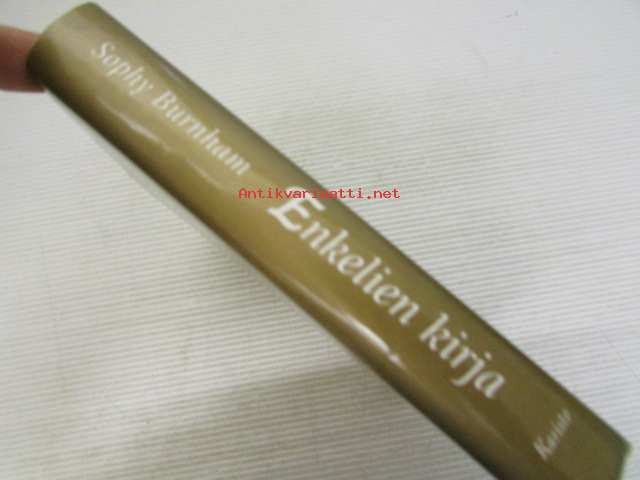 Sophy Burnham
Enkelien kirja
Karisto
Antikvariaatti.net